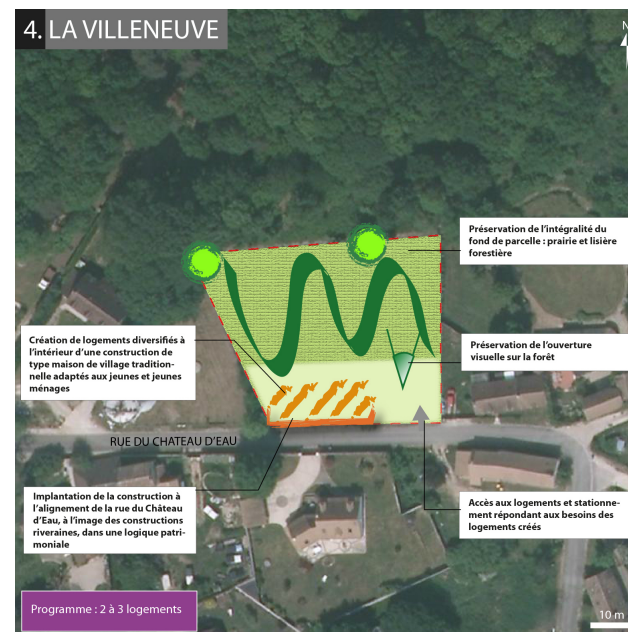 4. LA VILLENEUVE
N
Préservation de l'intégralité du
fond de parcelle : prairie et lisière
forestière
Création de logements diversifiés à
l'intérieur d'une construction de
type maison de village tradition-
nelle adaptés aux jeunes et jeunes
ménages
Préservation de l'ouverture
visuelle sur la forêt
RUE DU CHATEAU D'EAU
Implantation de la construction à
l'alignement de la rue du Château
d'Eau, à l'image des constructions
riveraines, dans une logique patri-
moniale
Accès aux logements et stationne-
ment répondant aux besoins des
logements créés
Programme : 2 à 3 logements
10 m